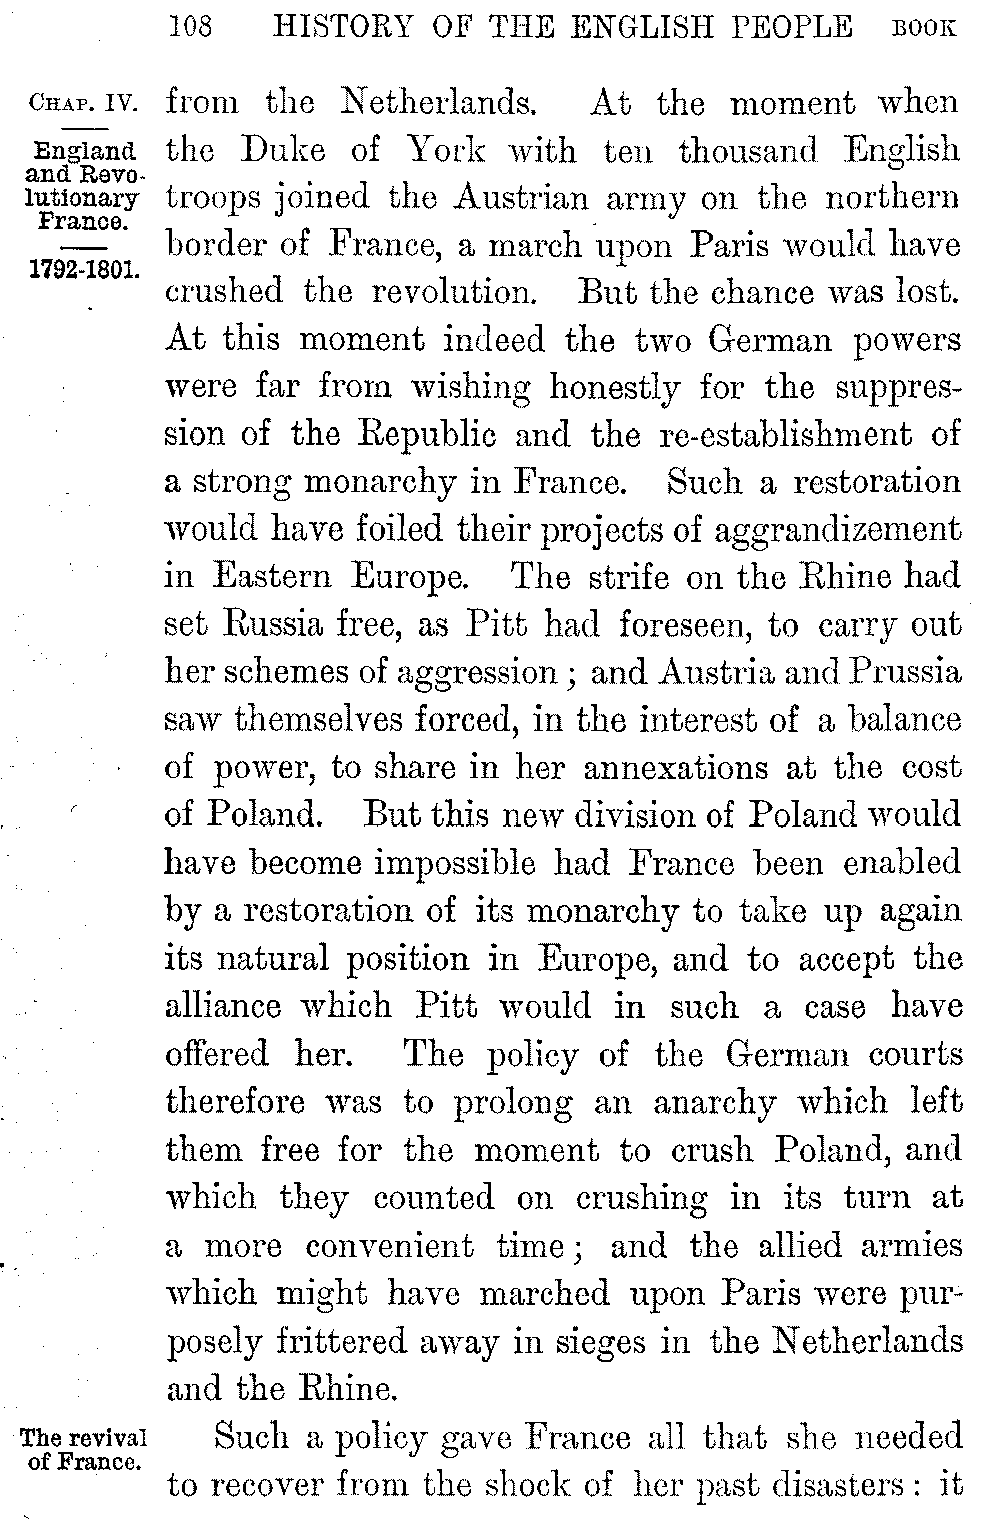 108 HISTORY OF THE ENGLISH PEOPLE BOOK
CHAP. IV.
England
and Revo-
lutionary
France.
1792-1801.
from the Netherlands. At the moment when
the Duke of York with ten thousand English
troops joined the Austrian army on the northern
border of France, a march upon Paris would have
crushed the revolution. But the chance was lost.
At this moment indeed the two German powers
were far from wishing honestly for the suppres-
sion of the Republic and the re-establishment of
a strong monarchy in France. Such a restoration
would have foiled their projects of aggrandizement
in Eastern Europe. The strife on the Rhine had
set Russia free, as Pitt had foreseen, to carry out
her schemes of aggression; and Austria and Prussia
saw themselves forced, in the interest of a balance
of power, to share in her annexations at the cost
of Poland. But this new division of Poland would
have become impossible had France been enabled
by a restoration of its monarchy to take up again
its natural position in Europe, and to accept the
alliance which Pitt would in such a case have
offered her. The policy of the German courts
therefore was to prolong an anarchy which left
them free for the moment to crush Poland, and
which they counted on crushing in its turn at
a more convenient time; and the allied armies
which might have marched upon Paris were pur-
posely frittered away in sieges in the Netherlands
and the Rhine.
The revival
of France.
Such a policy gave France all that she needed
to recover from the shock of her past disasters: it